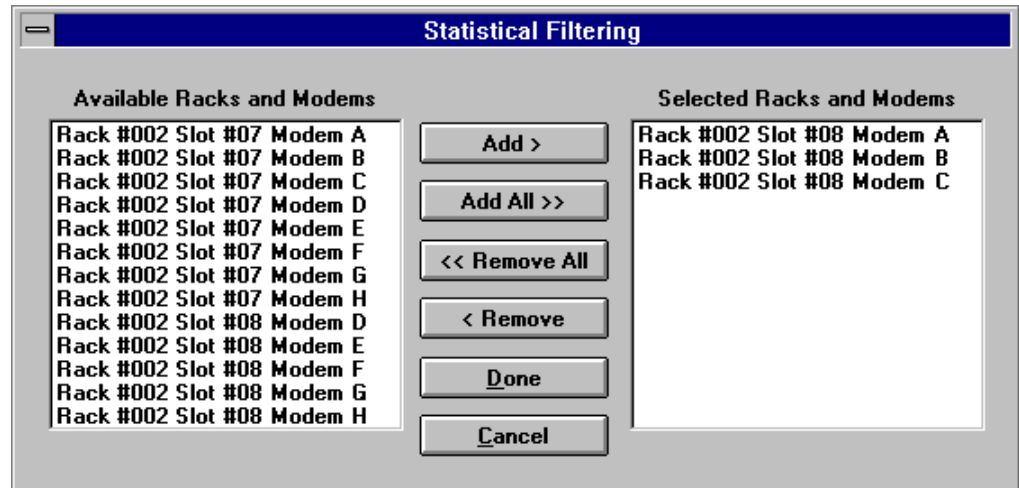 Statistical Filtering
Available Racks and Modems
Rack #002 Slot #07 Modem A
Rack #002 Slot #07 Modem B
Rack #002 Slot #07 Modem C
Rack #002 Slot #07 Modem D
Rack #002 Slot #07 Modem E
Rack #002 Slot #07 Modem F
Rack #002 Slot #07 Modem G
Rack #002 Slot #07 Modem H
Rack #002 Slot #08 Modem D
Rack #002 Slot #08 Modem E
Rack #002 Slot #08 Modem F
Rack #002 Slot #08 Modem G
Rack #002 Slot #08 Modem H
Add >
Add All >>
<< Remove All
< Remove
Done
Cancel
Selected Racks and Modems
Rack #002 Slot #08 Modem A
Rack #002 Slot #08 Modem B
Rack #002 Slot #08 Modem C